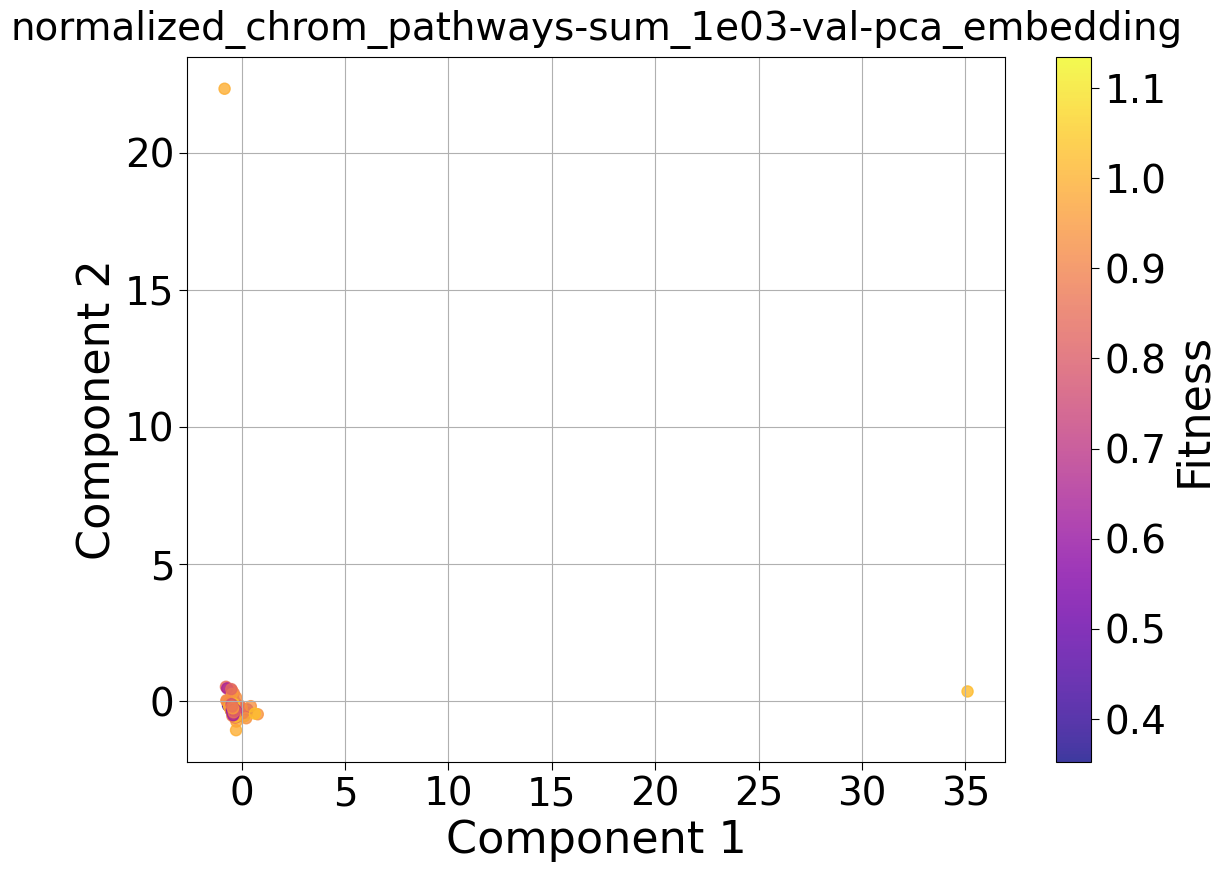 normalized_chrom_pathways-sum_1e03-val-pca_embedding
Component 2
20
15
10
5
0
0 5 10 15 20 25 30 35
Component 1
1.1
1.0
0.9
0.8
0.7
0.6
0.5
0.4
Fitness